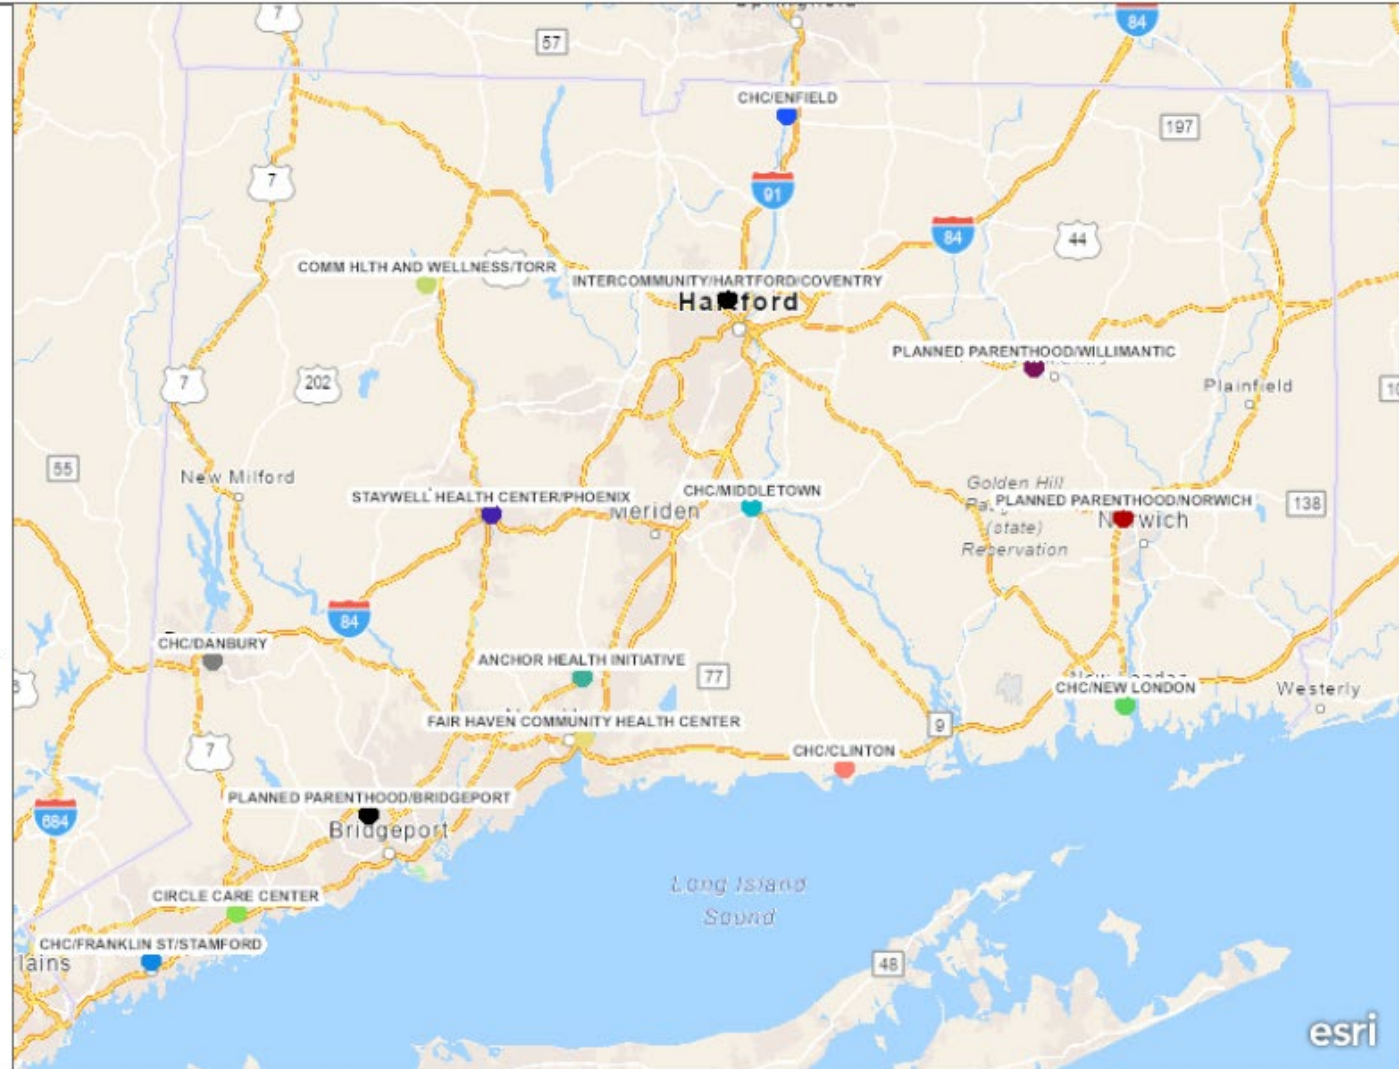 7
57
84
CHC/ENFIELD
197
7
91
84
44
COMM HLTH AND WELLNESS/TORR
INTERCOMMUNITY/HARTFORD/COVENTRY
Hartford
PLANNED PARENTHOOD/WILLIMANTIC
7
202
Plainfield
55
New Milford
STAYWELL HEALTH CENTER/PHOENIX
CHC/MIDDLETOWN
Meriden
Golden Hill
PLANNED PARENTHOOD/NORWICH
138
Norwich
(state)
Reservation
84
CHC/DANBURY
ANCHOR HEALTH INITIATIVE
77
CHC/NEW LONDON
Westerly
FAIR HAVEN COMMUNITY HEALTH CENTER
9
7
CHC/CLINTON
PLANNED PARENTHOOD/BRIDGEPORT
684
Bridgeport
Long Island
Sound
CIRCLE CARE CENTER
CHC/FRANKLIN ST/STAMFORD
lains
48
esri